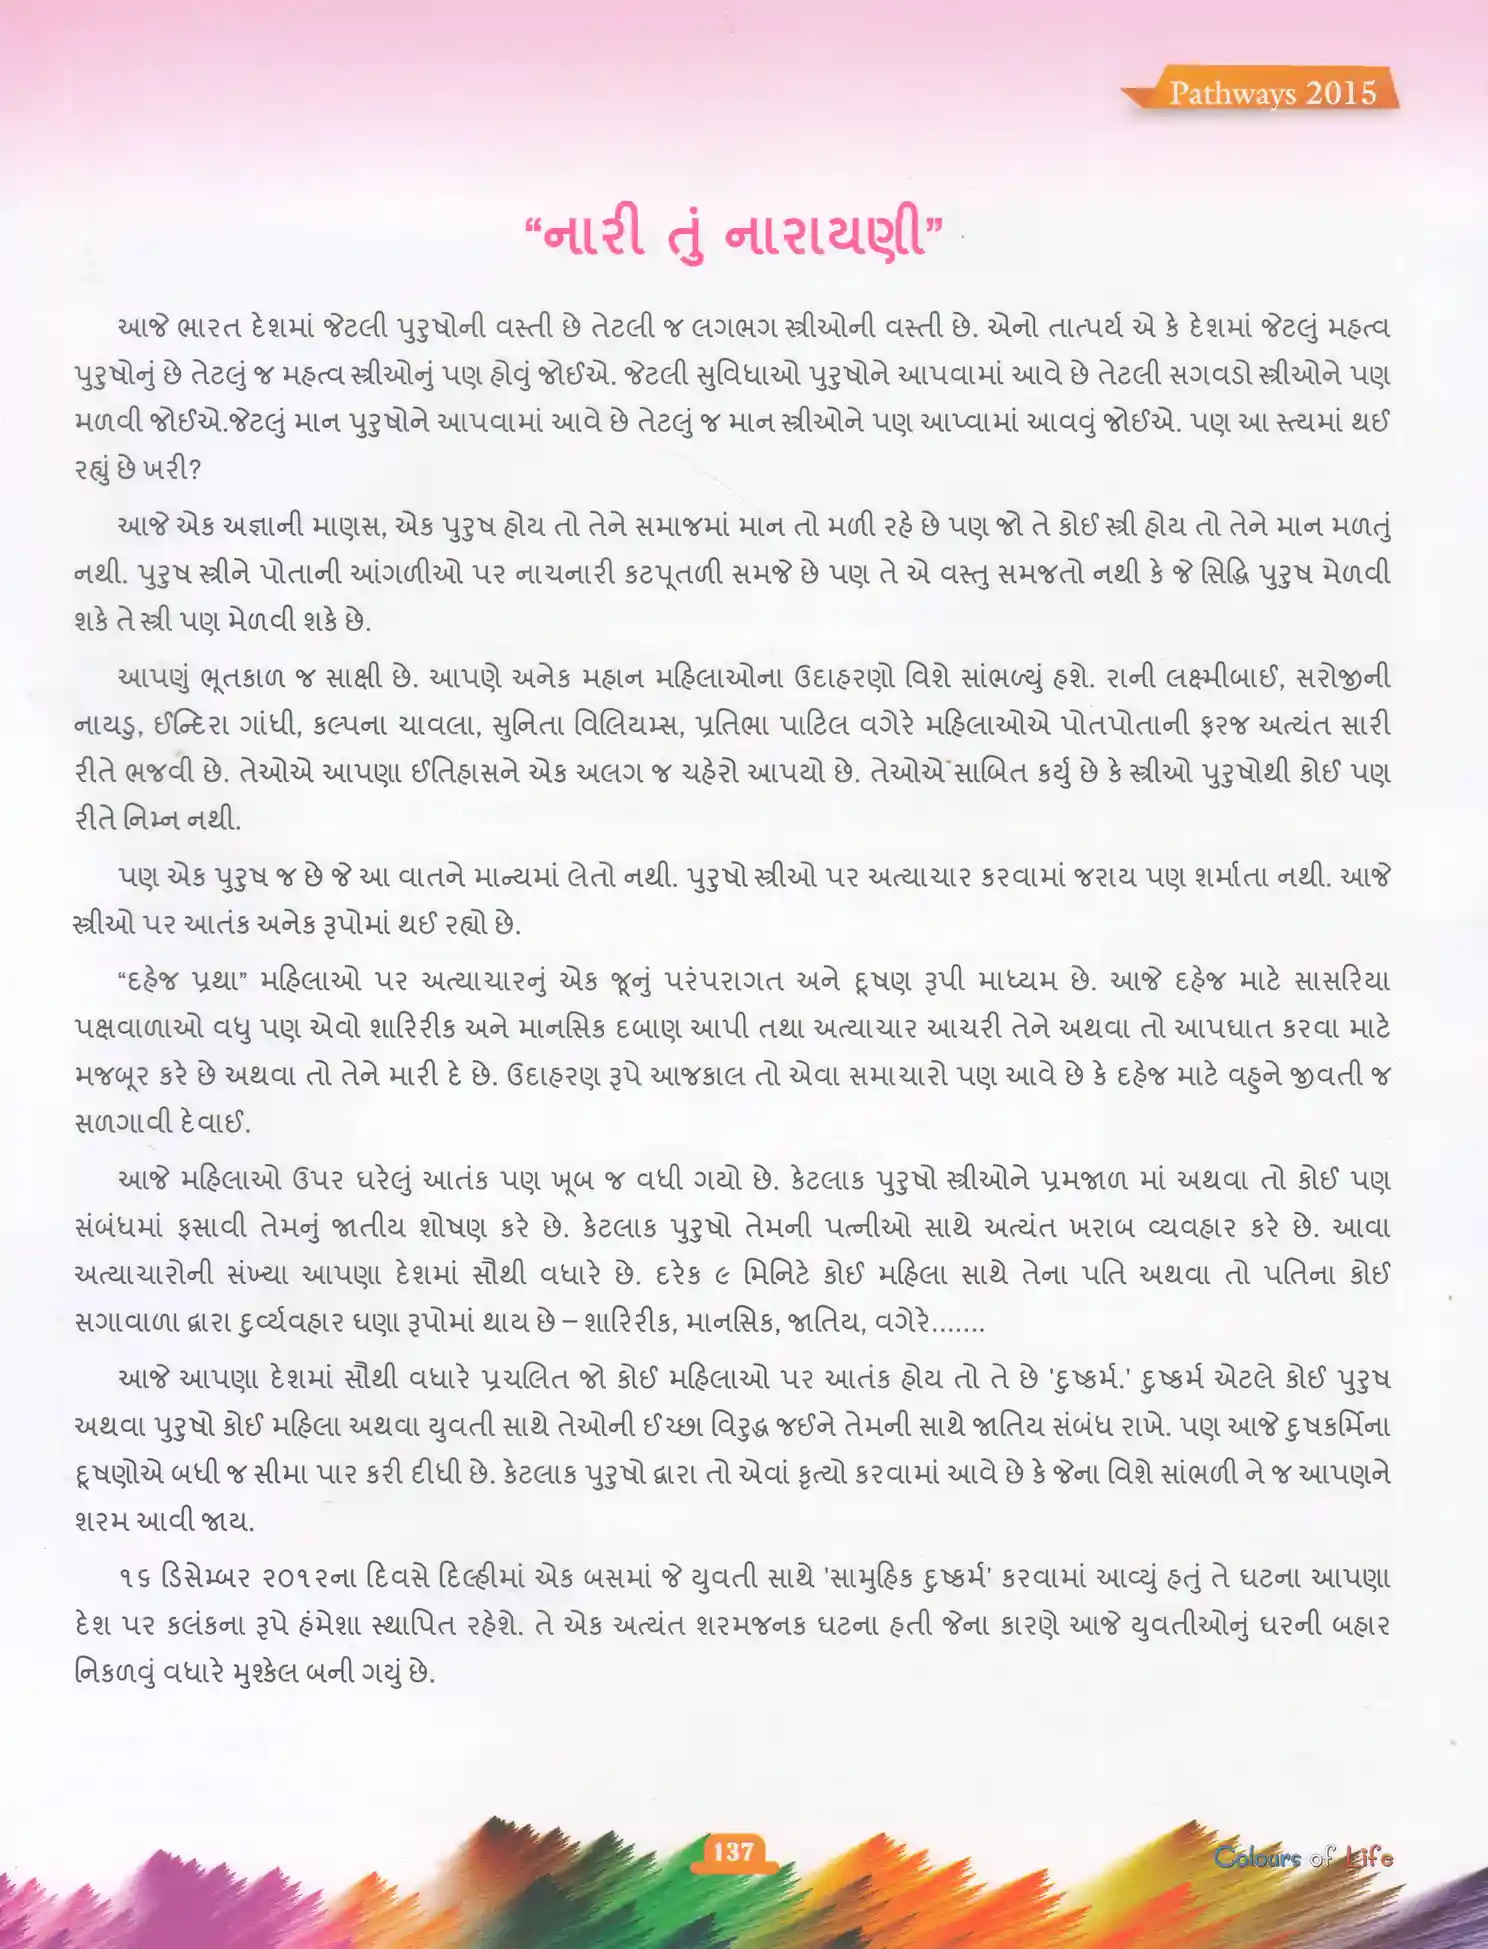 Pathways 2015
“નારી તું નારાયણી”
આજે ભારત દેશમાં જેટલી પુરુષોની વસ્તી છે તેટલી જ લગભગ સ્ત્રીઓની વસ્તી છે. એનો તાત્પર્ય એ કે દેશમાં જેટલું મહત્વ
પુરુષોનું છે તેટલું જ મહત્વ સ્ત્રીઓનું પણ હોવું જોઈએ. જેટલી સુવિધાઓ પુરુષોને આપવામાં આવે છે તેટલી સગવડો સ્ત્રીઓને પણ
મળવી જોઈએ.જેટલું માન પુરુષોને આપવામાં આવે છે તેટલું જ માન સ્ત્રીઓને પણ આપ્વામાં આવવું જોઈએ. પણ આ સ્ત્યમાં થઈ
રહ્યું છે ખરી?
આજે એક અજ્ઞાની માણસ, એક પુરુષ હોય તો તેને સમાજમાં માન તો મળી રહે છે પણ જો તે કોઈ સ્ત્રી હોય તો તેને માન મળતું
નથી. પુરુષ સ્ત્રીને પોતાની આંગળીઓ પર નાચનારી કટપૂતળી સમજે છે પણ તે એ વસ્તુ સમજતો નથી કે જે સિદ્ધિ પુરુષ મેળવી
શકે તે સ્ત્રી પણ મેળવી શકે છે.
આપણું ભૂતકાળ જ સાક્ષી છે. આપણે અનેક મહાન મહિલાઓના ઉદાહરણો વિશે સાંભળ્યું હશે. રાની લક્ષ્મીબાઈ, સરોજીની
નાયડુ, ઈન્દિરા ગાંધી, કલ્પના ચાવલા, સુનિતા વિલિયમ્સ, પ્રતિભા પાટિલ વગેરે મહિલાઓએ પોતપોતાની ફરજ અત્યંત સારી
રીતે ભજવી છે. તેઓએ આપણા ઈતિહાસને એક અલગ જ ચહેરો આપયો છે. તેઓએ સાબિત કર્યુ છે કે સ્ત્રીઓ પુરુષોથી કોઈ પણ
રીતે નિમ્ન નથી.
પણ એક પુરુષ જ છે જે આ વાતને માન્યમાં લેતો નથી. પુરુષો સ્ત્રીઓ પર અત્યાચાર કરવામાં જરાય પણ શર્માતા નથી. આજે
સ્ત્રીઓ પર આતંક અનેક રૂપોમાં થઈ રહ્યો છે.
“દહેજ પ્રથા” મહિલાઓ પર અત્યાચારનું એક જૂનું પરંપરાગત અને દૂષણ રૂપી માધ્યમ છે. આજે દહેજ માટે સાસરિયા
પક્ષવાળાઓ વધુ પણ એવો શારિરીક અને માનસિક દબાણ આપી તથા અત્યાચાર આચરી તેને અથવા તો આપઘાત કરવા માટે
મજબૂર કરે છે અથવા તો તેને મારી દે છે. ઉદાહરણ રૂપે આજકાલ તો એવા સમાચારો પણ આવે છે કે દહેજ માટે વહુને જીવતી જ
સળગાવી દેવાઈ.
આજે મહિલાઓ ઉપર ઘરેલું આતંક પણ ખૂબ જ વધી ગયો છે. કેટલાક પુરુષો સ્ત્રીઓને પ્રમજાળ માં અથવા તો કોઈ પણ
સંબંધમાં ફસાવી તેમનું જાતીય શોષણ કરે છે. કેટલાક પુરુષો તેમની પત્નીઓ સાથે અત્યંત ખરાબ વ્યવહાર કરે છે. આવા
અત્યાચારોની સંખ્યા આપણા દેશમાં સૌથી વધારે છે. દરેક ૯ મિનિટે કોઈ મહિલા સાથે તેના પતિ અથવા તો પતિના કોઈ
સગાવાળા દ્વારા દુર્વ્યવહાર ઘણા રૂપોમાં થાય છે – શારિરીક, માનસિક, જાતિય, વગેરે.......
આજે આપણા દેશમાં સૌથી વધારે પ્રચલિત જો કોઈ મહિલાઓ પર આતંક હોય તો તે છે 'દુષ્કર્મ.' દુષ્કર્મ એટલે કોઈ પુરુષ
અથવા પુરુષો કોઈ મહિલા અથવા યુવતી સાથે તેઓની ઈચ્છા વિરુદ્ધ જઈને તેમની સાથે જાતિય સંબંધ રાખે. પણ આજે દુષકર્મિના
દૂષણોએ બધી જ સીમા પાર કરી દીધી છે. કેટલાક પુરુષો દ્વારા તો એવાં કૃત્યો કરવામાં આવે છે કે જેના વિશે સાંભળી ને જ આપણને
શરમ આવી જાય.
૧૬ ડિસેમ્બર ૨૦૧૨ના દિવસે દિલ્હીમાં એક બસમાં જે યુવતી સાથે 'સામુહિક દુષ્કર્મ' કરવામાં આવ્યું હતું તે ઘટના આપણા
દેશ પર કલંકના રૂપે હંમેશા સ્થાપિત રહેશે. તે એક અત્યંત શરમજનક ઘટના હતી જેના કારણે આજે યુવતીઓનું ઘરની બહાર
નિકળવું વધારે મુશ્કેલ બની ગયું છે.
137
Colours of Life